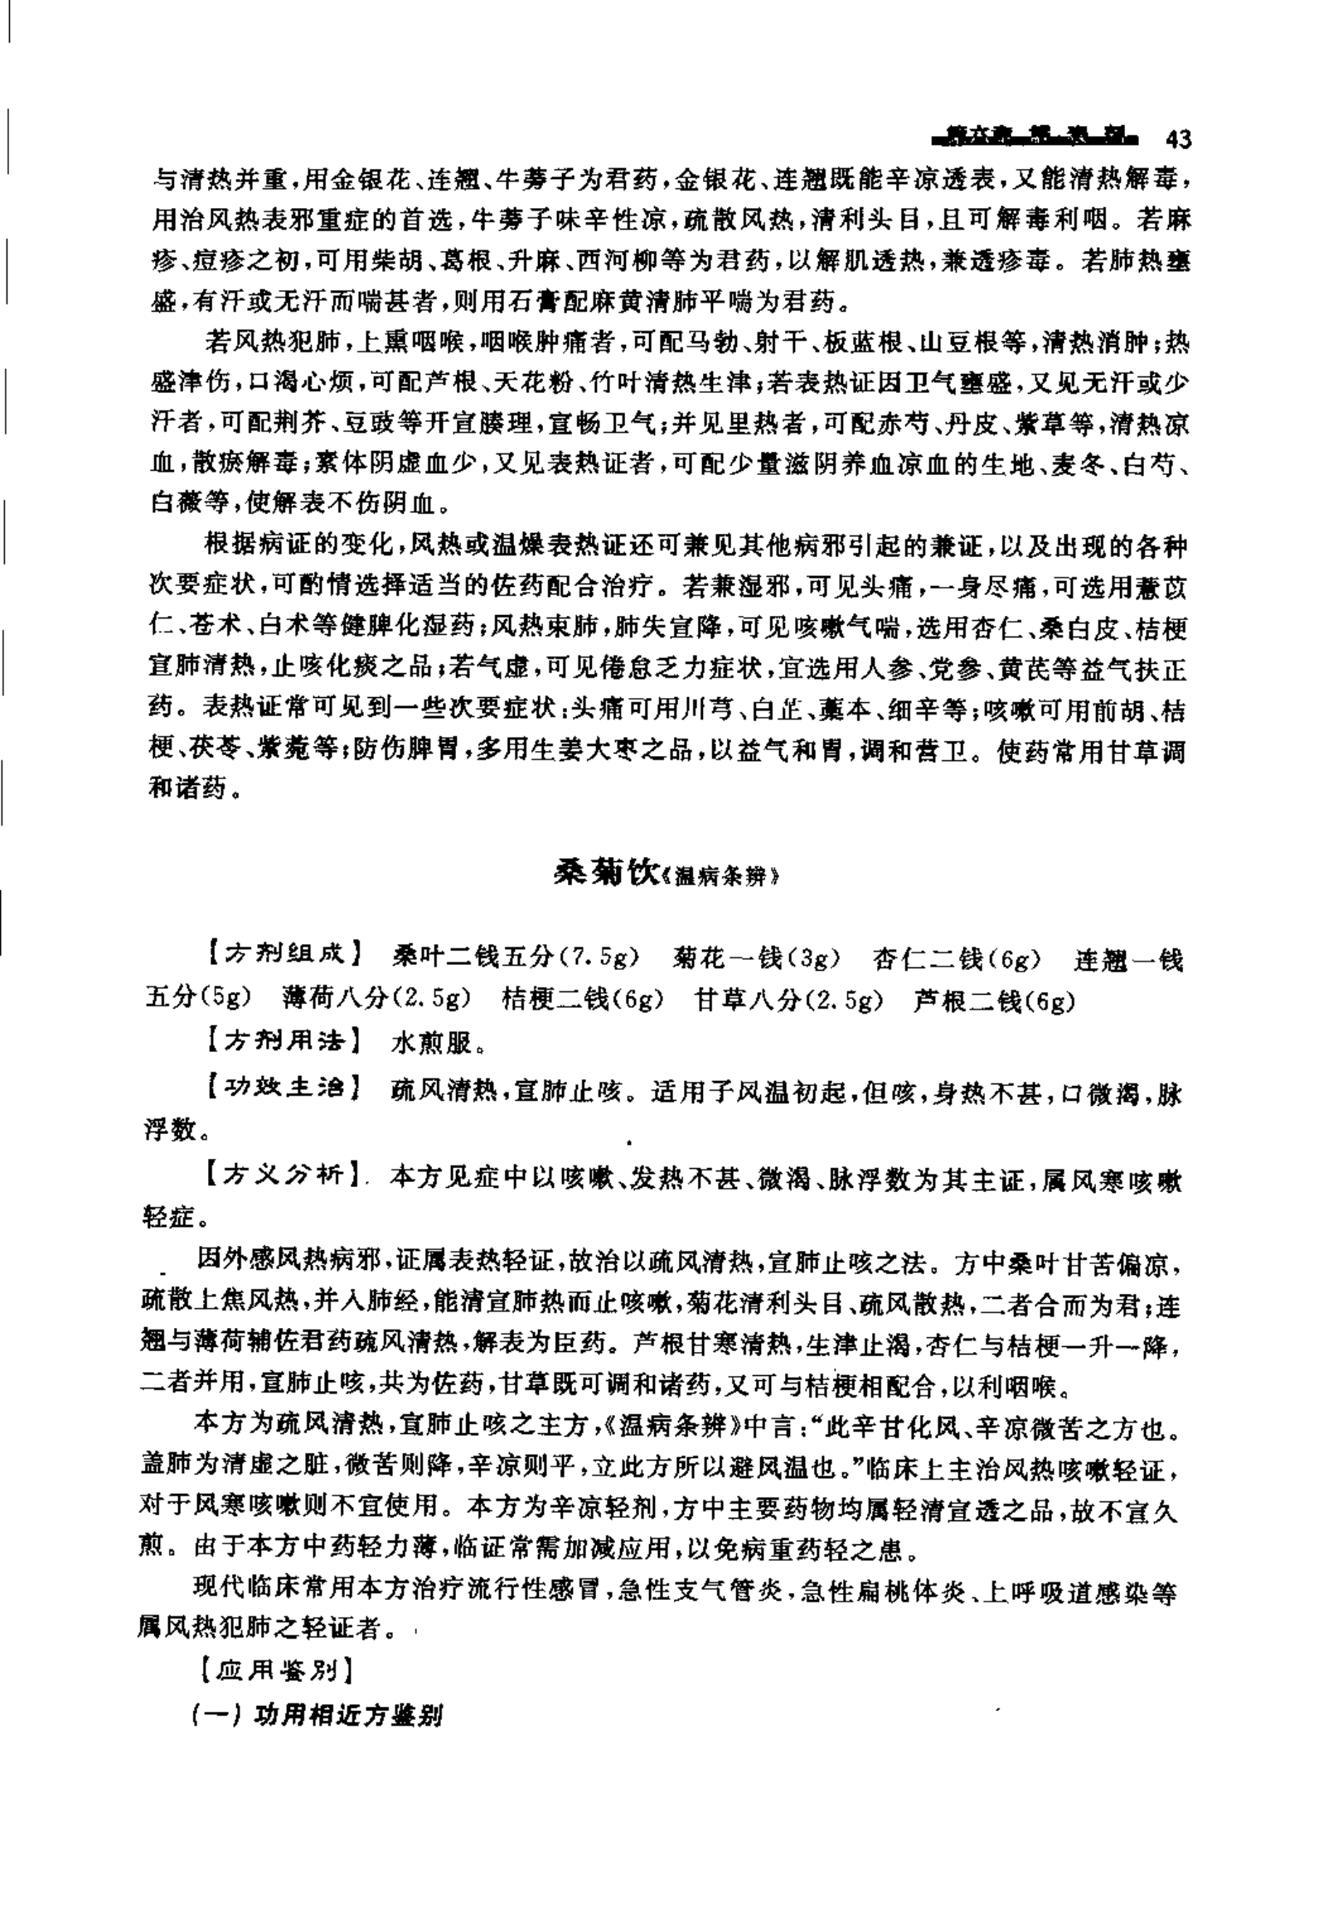 第六章 解表剂 43
与清热并重,用金银花、连翘、牛蒡子为君药,金银花、连翘既能辛凉透表,又能清热解毒,
用治风热表邪重症的首选,牛蒡子味辛性凉,疏散风热,清利头目,且可解毒利咽。若麻
疹、痘疹之初,可用柴胡、葛根、升麻、西河柳等为君药,以解肌透热,兼透疹毒。若肺热壅
盛,有汗或无汗而喘甚者,则用石膏配麻黄清肺平喘为君药。
若风热犯肺,上熏咽喉,咽喉肿痛者,可配马勃、射干、板蓝根、山豆根等,清热消肿;热
盛津伤,口渴心烦,可配芦根、天花粉、竹叶清热生津;若表热证因卫气壅盛,又见无汗或少
汗者,可配荆芥、豆豉等开宣腠理,宣畅卫气;并见里热者,可配赤芍、丹皮、紫草等,清热凉
血,散瘀解毒;素体阴虚血少,又见表热证者,可配少量滋阴养血凉血的生地、麦冬、白芍、
白薇等,使解表不伤阴血。
根据病证的变化,风热或温燥表热证还可兼见其他病邪引起的兼证,以及出现的各种
次要症状,可酌情选择适当的佐药配合治疗。若兼湿邪,可见头痛,一身尽痛,可选用薏苡
仁、苍术、白术等健脾化湿药;风热束肺,肺失宣降,可见咳嗽气喘,选用杏仁、桑白皮、桔梗
宣肺清热,止咳化痰之品;若气虚,可见倦怠乏力症状,宜选用人参、党参、黄芪等益气扶正
药。表热证常可见到一些次要症状:头痛可用川芎、白芷、藁本、细辛等;咳嗽可用前胡、桔
梗、茯苓、紫菀等;防伤脾胃,多用生姜大枣之品,以益气和胃,调和营卫。使药常用甘草调
和诸药。
桑菊饮《温病条辨》
【方剂组成】 桑叶二钱五分(7.5g) 菊花一钱(3g) 杏仁二钱(6g) 连翘一钱
五分(5g) 薄荷八分(2.5g) 桔梗二钱(6g) 甘草八分(2.5g) 芦根二钱(6g)
【方剂用法】 水煎服。
【功效主治】 疏风清热,宣肺止咳。适用于风温初起,但咳,身热不甚,口微渴,脉
浮数。
【方义分析】. 本方见症中以咳嗽、发热不甚、微渴、脉浮数为其主证,属风寒咳嗽
轻症。
因外感风热病邪,证属表热轻证,故治以疏风清热,宣肺止咳之法。方中桑叶甘苦偏凉,
疏散上焦风热,并入肺经,能清宣肺热而止咳嗽,菊花清利头目、疏风散热,二者合而为君;连
翘与薄荷辅佐君药疏风清热,解表为臣药。芦根甘寒清热,生津止渴,杏仁与桔梗一升一降,
二者并用,宣肺止咳,共为佐药,甘草既可调和诸药,又可与桔梗相配合,以利咽喉。
本方为疏风清热,宣肺止咳之主方,《温病条辨》中言:“此辛甘化风、辛凉微苦之方也。
盖肺为清虚之脏,微苦则降,辛凉则平,立此方所以避风温也。”临床上主治风热咳嗽轻证,
对于风寒咳嗽则不宜使用。本方为辛凉轻剂,方中主要药物均属轻清宣透之品,故不宜久
煎。由于本方中药轻力薄,临证常需加减应用,以免病重药轻之患。
现代临床常用本方治疗流行性感冒,急性支气管炎,急性扁桃体炎、上呼吸道感染等
属风热犯肺之轻证者。
【应用鉴别】
(一) 功用相近方鉴别